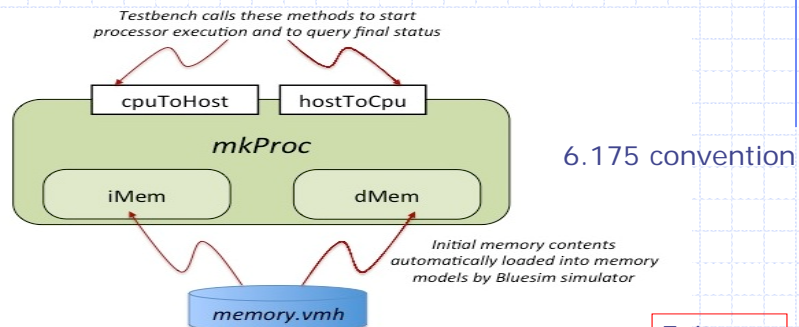 Testbench calls these methods to start
processor execution and to query final status
cpuToHost
hostToCpu
mkProc
6.175 convention
iMem
dMem
Initial memory contents
automatically loaded into memory
models by Bluesim simulator
memory.vmh